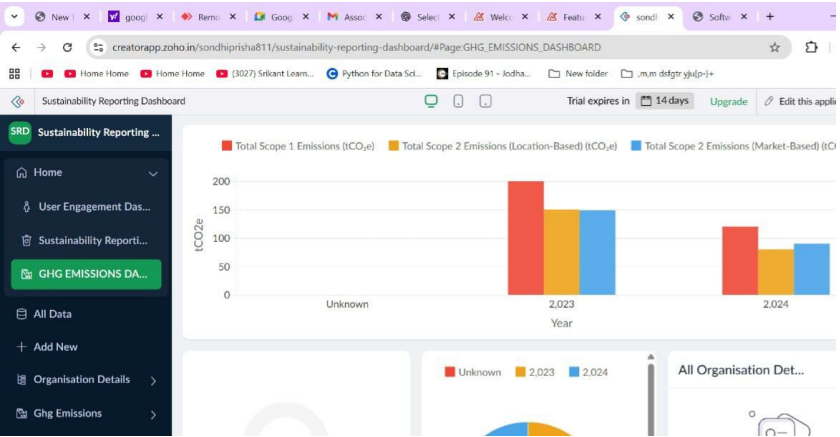 New T
googl
Remo
Goog
Assoc
Select
Welco
Featu
sondl
Softw
creatorapp.zoho.in/sondhiprisha811/sustainability-reporting-dashboard/#Page:GHG_EMISSIONS_DASHBOARD
Home Home
Home Home
(3027) Srikant Learn...
Python for Data Sci...
Episode 91 - Jodha...
New folder
,m,m dsfgtr yju[p-]+
Sustainability Reporting Dashboard
Trial expires in 14 days
Upgrade
Edit this applic
SRD Sustainability Reporting ...
Home
User Engagement Das...
Sustainability Reporti...
GHG EMISSIONS DA...
All Data
Add New
Organisation Details
Ghg Emissions
Total Scope 1 Emissions (tCO₂e) Total Scope 2 Emissions (Location-Based) (tCO₂e) Total Scope 2 Emissions (Market-Based) (tC
200
150
100
50
0
tCO2e
Unknown 2,023 2,024
Year
Unknown 2,023 2,024
All Organisation Det...